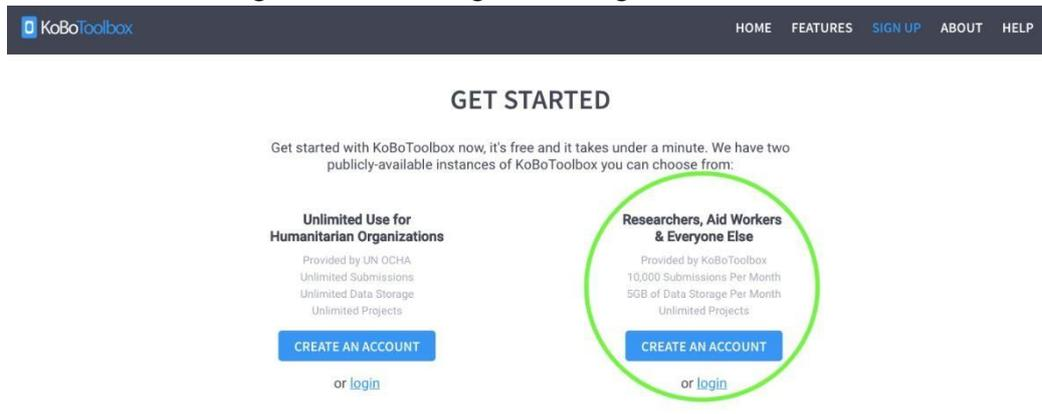 KoBoToolbox
HOME FEATURES SIGN UP ABOUT HELP
GET STARTED
Get started with KoBoToolbox now, it's free and it takes under a minute. We have two
publicly-available instances of KoBoToolbox you can choose from:
Unlimited Use for
Humanitarian Organizations
Provided by UN OCHA
Unlimited Submissions
Unlimited Data Storage
Unlimited Projects
CREATE AN ACCOUNT
or login
Researchers, Aid Workers
& Everyone Else
Provided by KoBoToolbox
10,000 Submissions Per Month
5GB of Data Storage Per Month
Unlimited Projects
CREATE AN ACCOUNT
or login